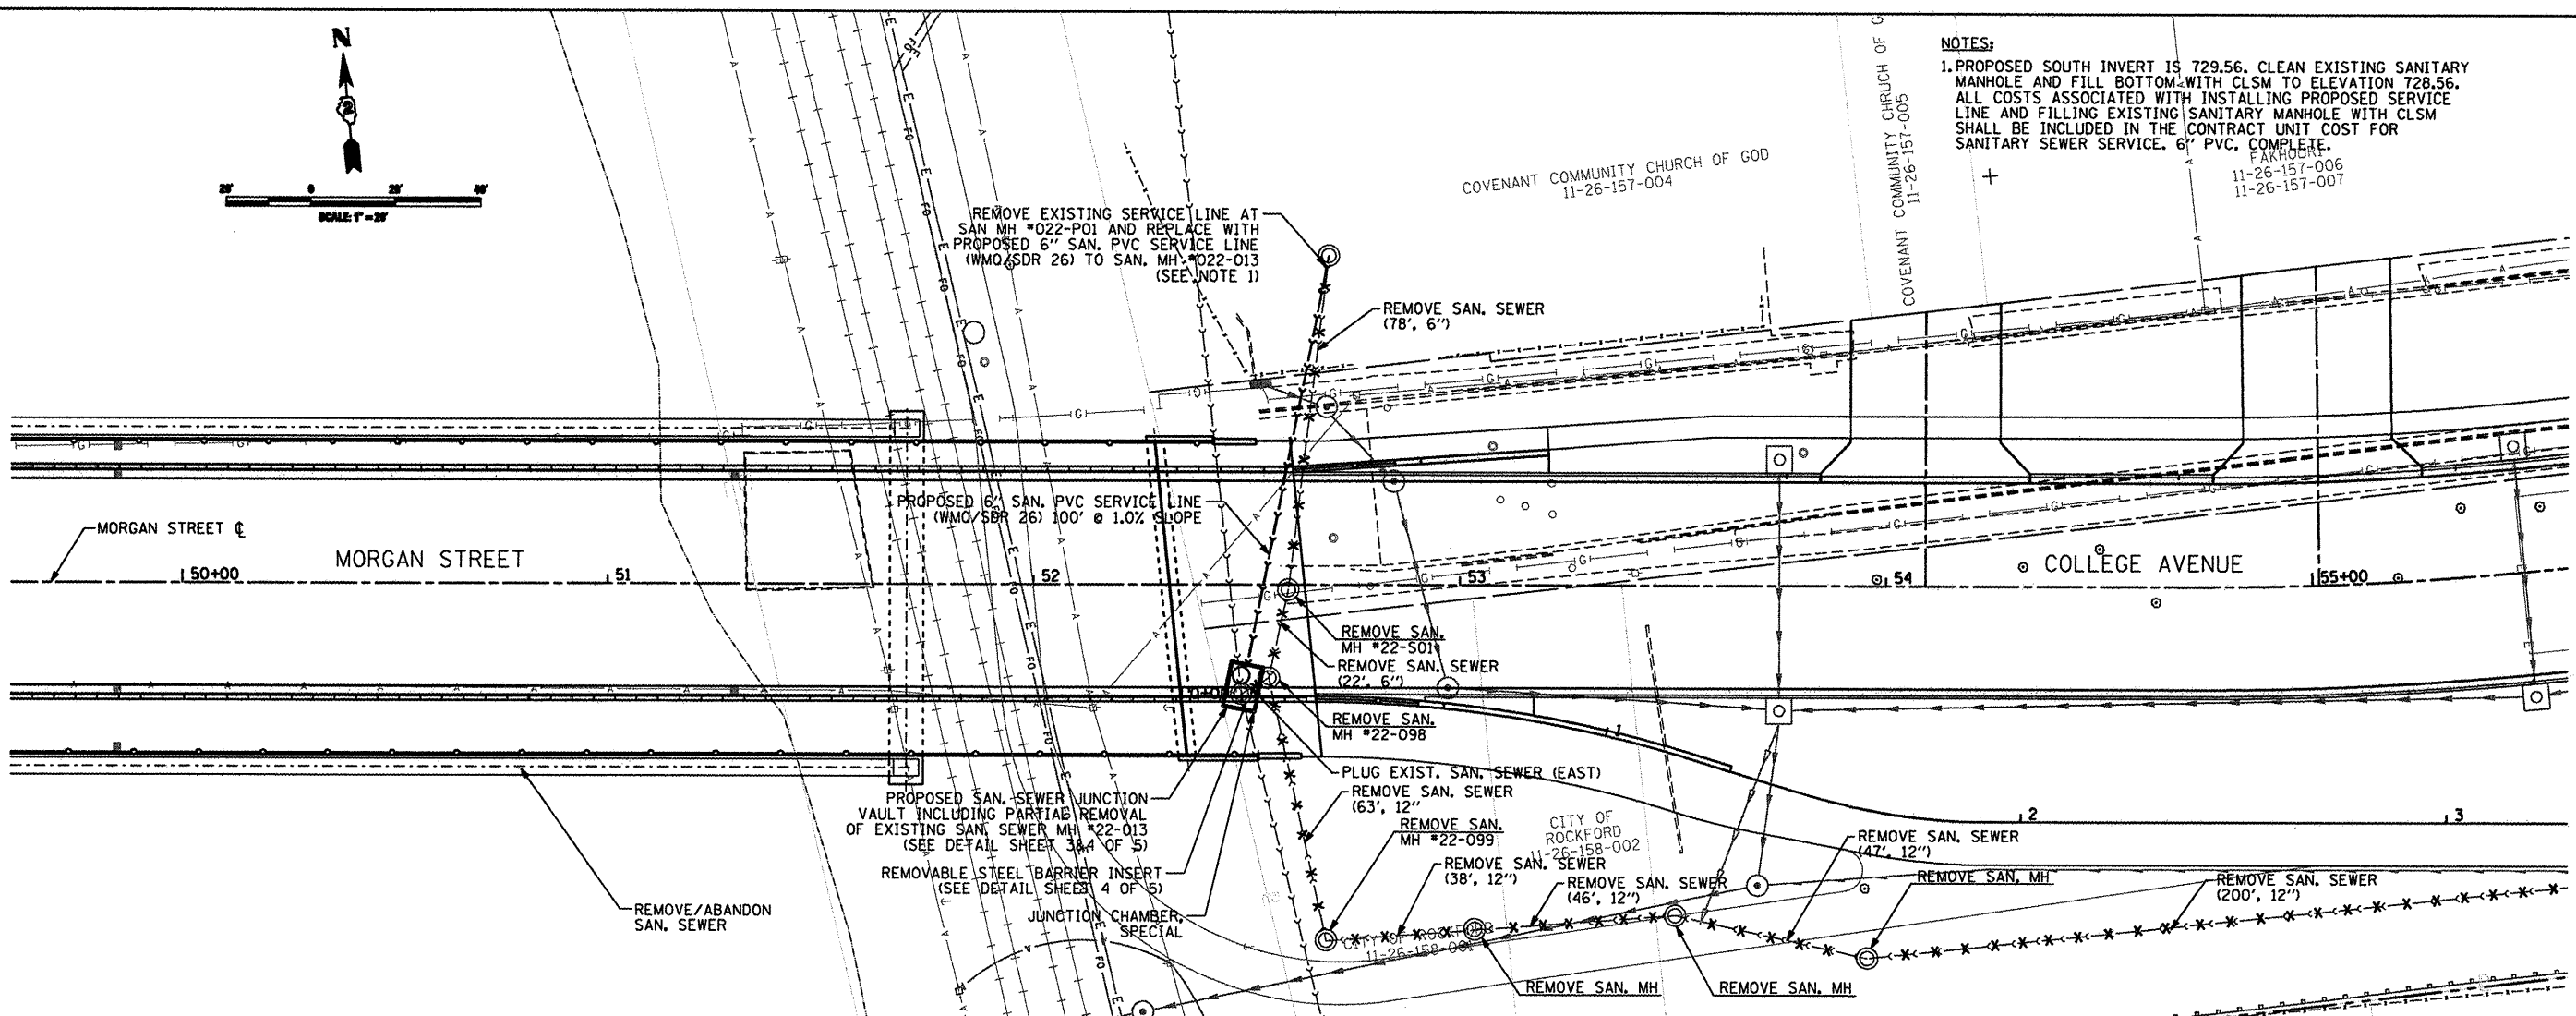 N
20'
0
20'
40'
SCALE: 1" = 20'
NOTES:
1. PROPOSED SOUTH INVERT IS 729.56. CLEAN EXISTING SANITARY
MANHOLE AND FILL BOTTOM WITH CLSM TO ELEVATION 728.56.
ALL COSTS ASSOCIATED WITH INSTALLING PROPOSED SERVICE
LINE AND FILLING EXISTING SANITARY MANHOLE WITH CLSM
SHALL BE INCLUDED IN THE CONTRACT UNIT COST FOR
SANITARY SEWER SERVICE. 6" PVC, COMPLETE.
FAKHOURI
11-26-157-006
11-26-157-007
COVENANT COMMUNITY CHURCH OF GOD
11-26-157-004
COVENANT COMMUNITY CHRUCH OF G
11-26-157-005
REMOVE EXISTING SERVICE LINE AT
SAN MH #022-P01 AND REPLACE WITH
PROPOSED 6" SAN. PVC SERVICE LINE
(WMQ/SDR 26) TO SAN. MH #022-013
(SEE NOTE 1)
REMOVE SAN. SEWER
(78', 6")
PROPOSED 6" SAN. PVC SERVICE LINE
(WMQ/SDR 26) 100' @ 1.0% SLOPE
MORGAN STREET ℄
MORGAN STREET
COLLEGE AVENUE
50+00
51
52
53
54
55+00
REMOVE SAN.
MH #22-S01
REMOVE SAN. SEWER
(22', 6")
REMOVE SAN.
MH #22-098
PLUG EXIST. SAN. SEWER (EAST)
REMOVE SAN. SEWER
(63', 12"
REMOVE SAN.
MH #22-099
1
2
3
PROPOSED SAN. SEWER JUNCTION
VAULT INCLUDING PARTIAL REMOVAL
OF EXISTING SAN. SEWER MH #22-013
(SEE DETAIL SHEET 3&4 OF 5)
REMOVABLE STEEL BARRIER INSERT
(SEE DETAIL SHEET 4 OF 5)
JUNCTION CHAMBER,
SPECIAL
REMOVE/ABANDON
SAN. SEWER
CITY OF
ROCKFORD
11-26-158-002
REMOVE SAN. SEWER
(38', 12")
REMOVE SAN. SEWER
(46', 12")
REMOVE SAN. SEWER
(47', 12")
REMOVE SAN. MH
REMOVE SAN. SEWER
(200', 12")
CITY OF ROCKFORD
11-26-158-001
REMOVE SAN. MH
REMOVE SAN. MH